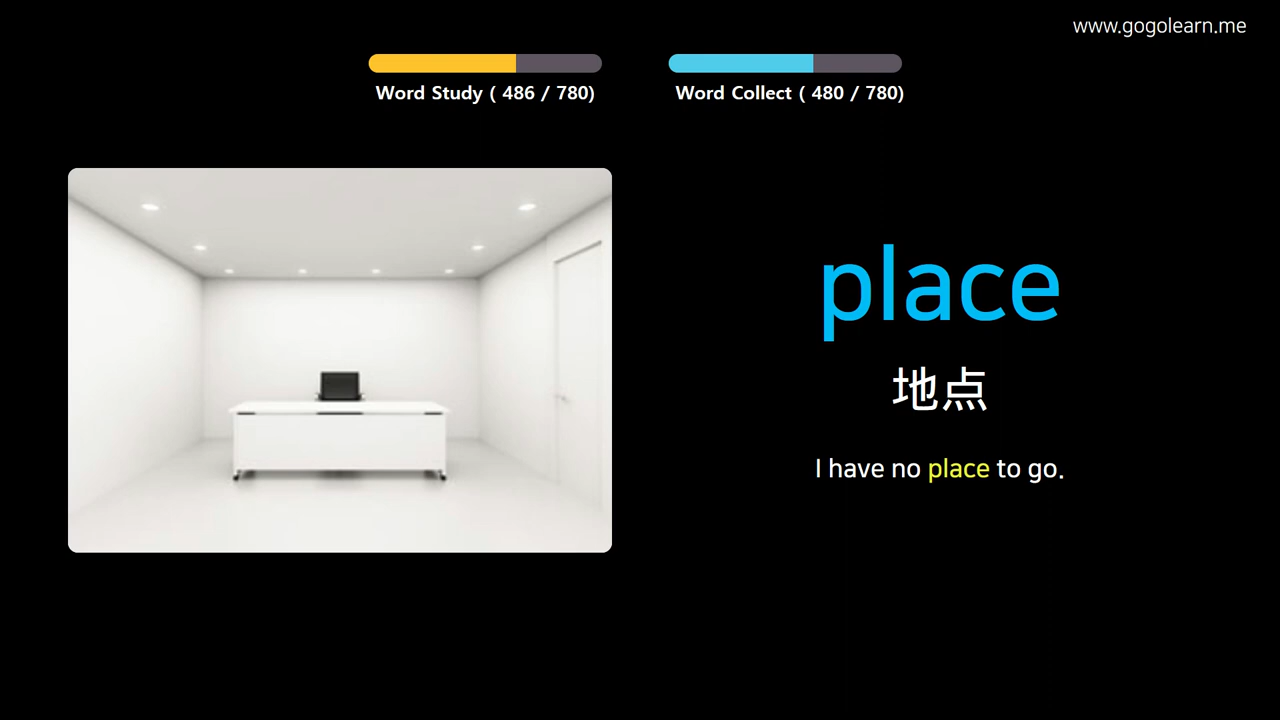 www.gogolearn.me
Word Study ( 486 / 780)
Word Collect ( 480 / 780)
place
地点
I have no place to go.